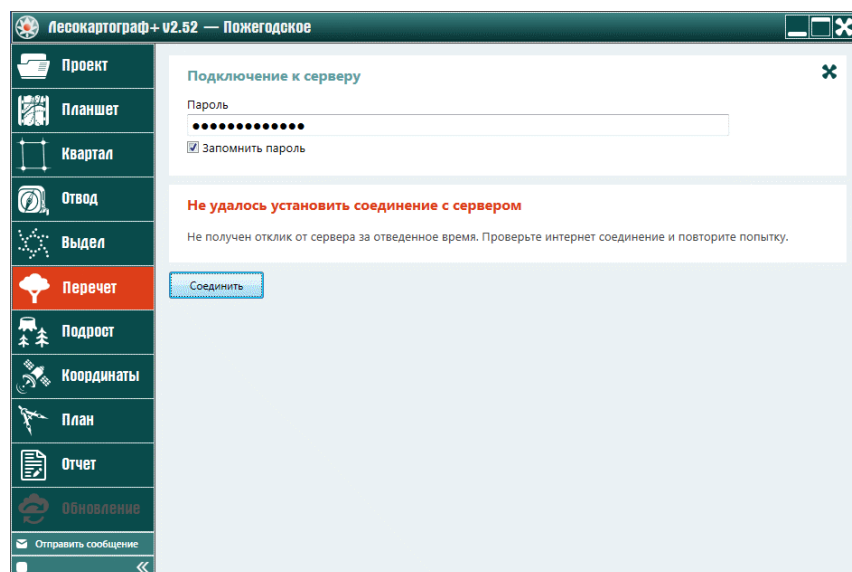 Лесокартограф+ v2.52 — Пожегодское
Проект
Планшет
Квартал
Отвод
Выдел
Перечет
Подрост
Координаты
План
Отчет
Обновление
Отправить сообщение
Подключение к серверу
Пароль
•••••••••••••
Запомнить пароль
Не удалось установить соединение с сервером
Не получен отклик от сервера за отведенное время. Проверьте интернет соединение и повторите попытку.
Соединить